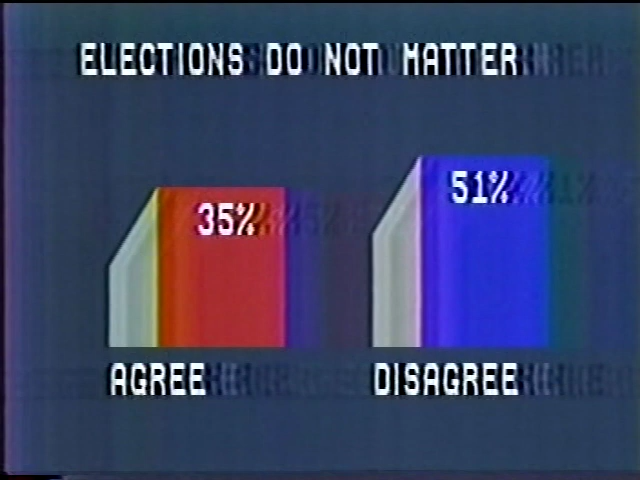 ELECTIONS DO NOT MATTER
35%
51%
AGREE
DISAGREE